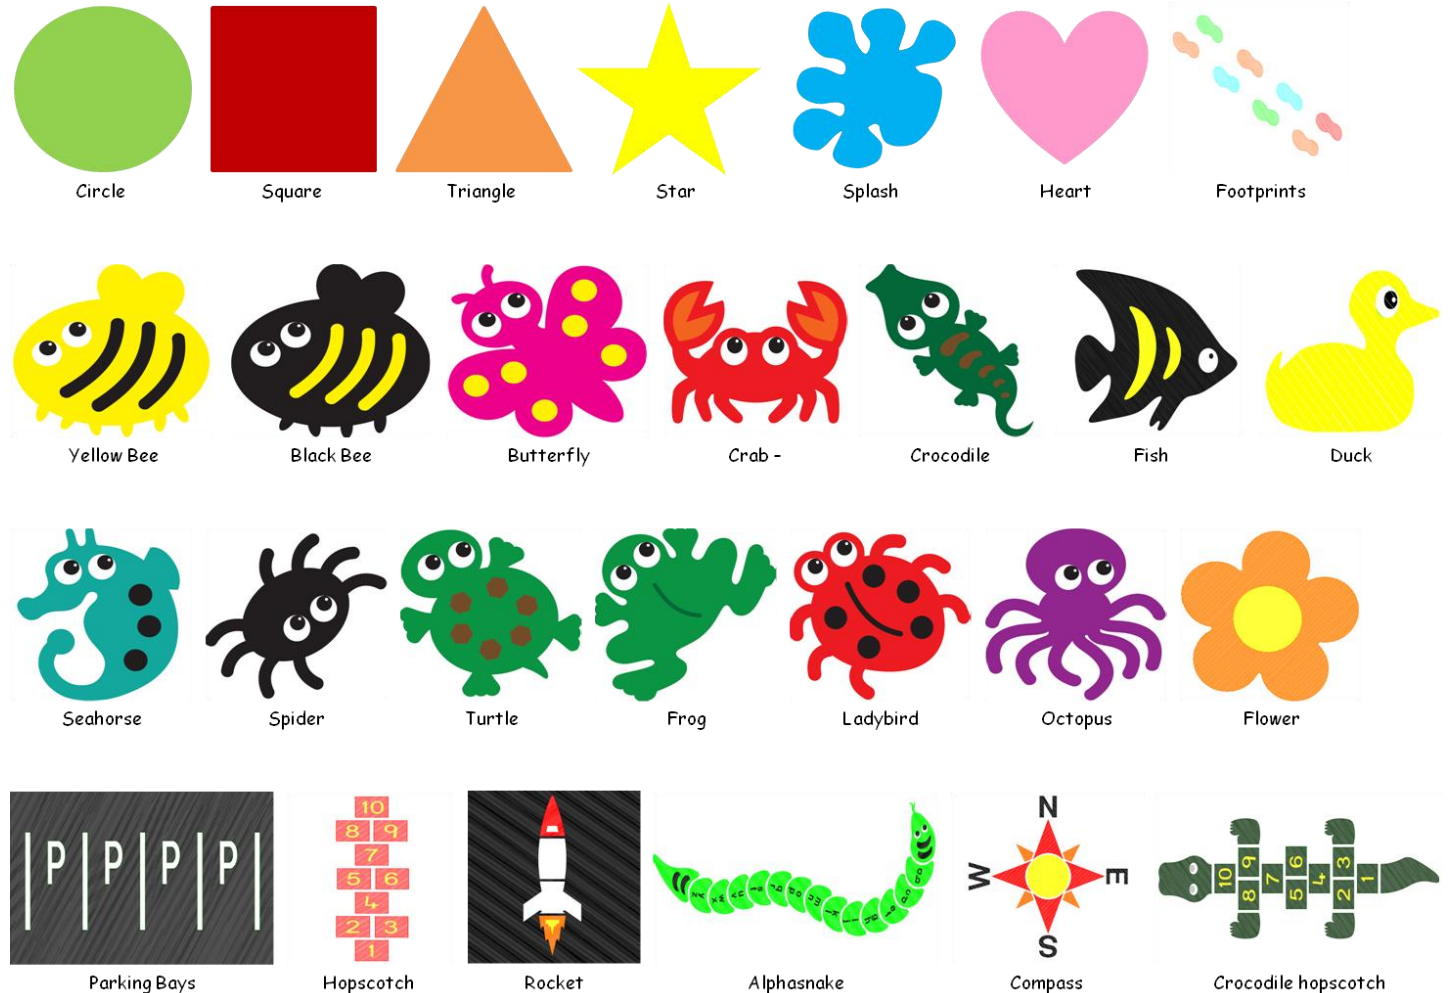 Circle Square Triangle Star Splash Heart Footprints
Yellow Bee Black Bee Butterfly Crab - Crocodile Fish Duck
Seahorse Spider Turtle Frog Ladybird Octopus Flower
P P P P
10
8 9
7
5 6
4
2 3
1
N
W E
S
10 8 9 7 5 6 4 2 3 1
Parking Bays Hopscotch Rocket Alphasnake Compass Crocodile hopscotch